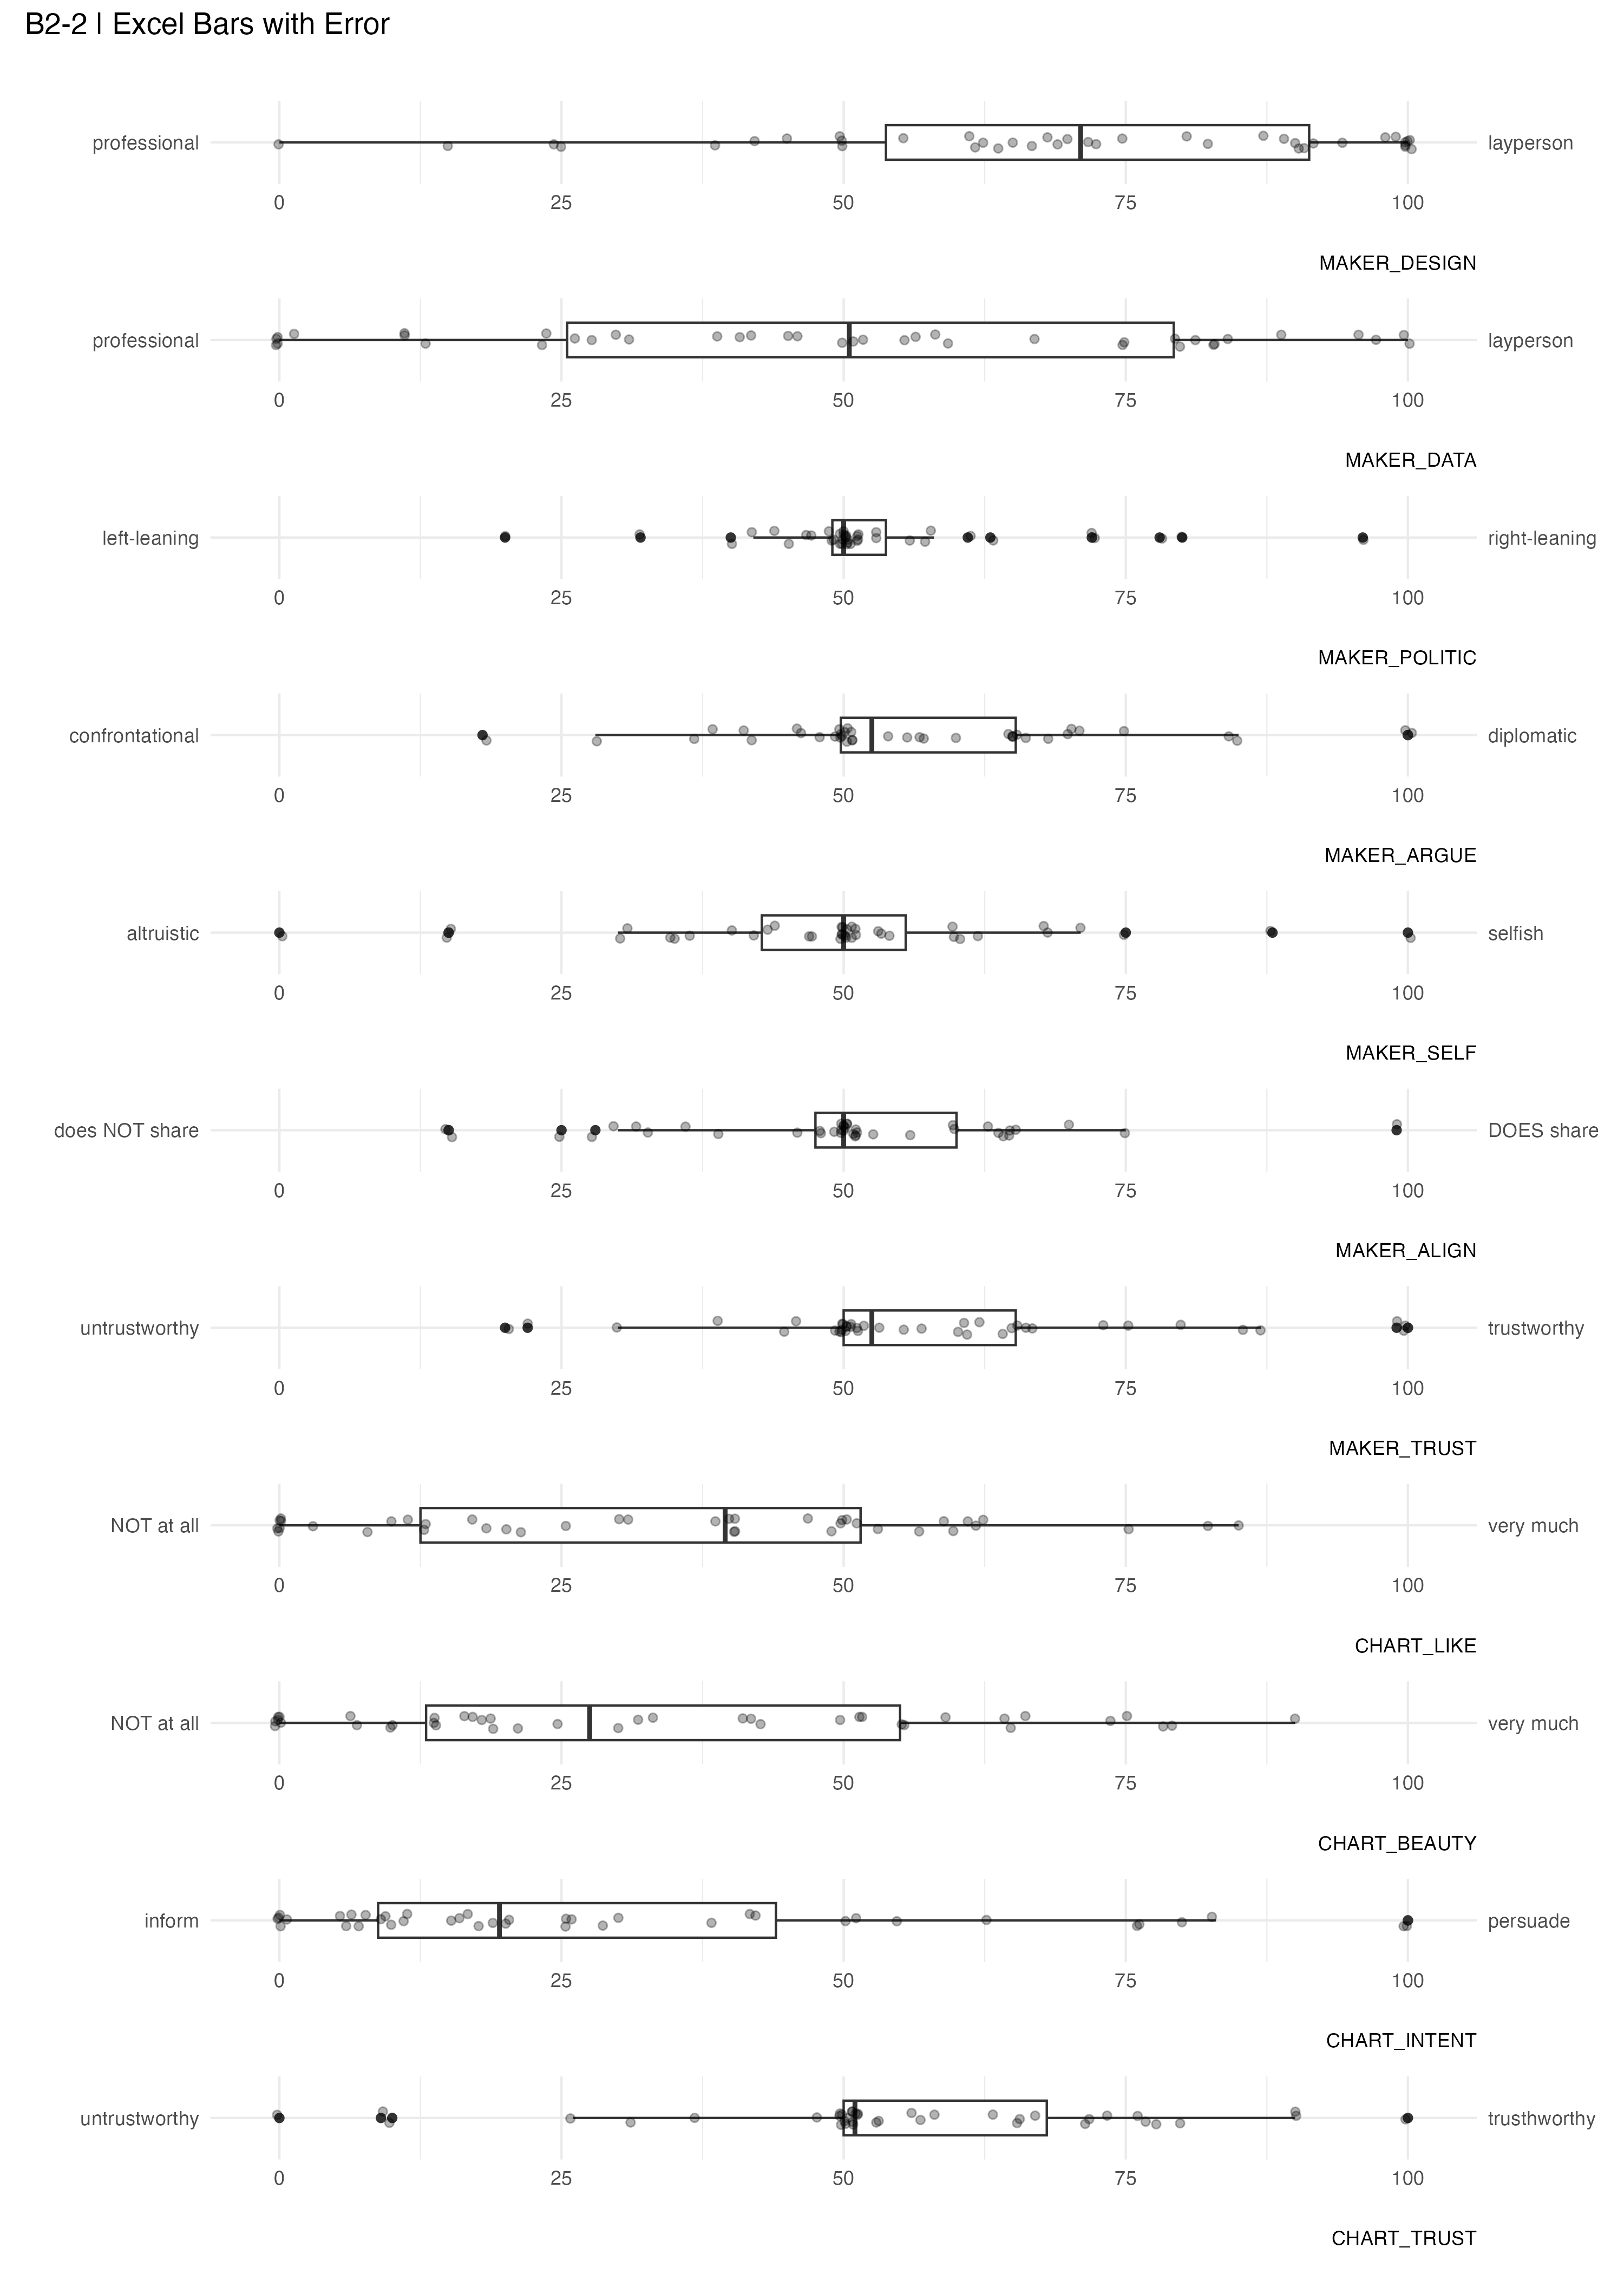 B2-2 | Excel Bars with Error
professional layperson
0 25 50 75 100
MAKER_DESIGN
professional layperson
0 25 50 75 100
MAKER_DATA
left-leaning right-leaning
0 25 50 75 100
MAKER_POLITIC
confrontational diplomatic
0 25 50 75 100
MAKER_ARGUE
altruistic selfish
0 25 50 75 100
MAKER_SELF
does NOT share DOES share
0 25 50 75 100
MAKER_ALIGN
untrustworthy trustworthy
0 25 50 75 100
MAKER_TRUST
NOT at all very much
0 25 50 75 100
CHART_LIKE
NOT at all very much
0 25 50 75 100
CHART_BEAUTY
inform persuade
0 25 50 75 100
CHART_INTENT
untrustworthy trusthworthy
0 25 50 75 100
CHART_TRUST